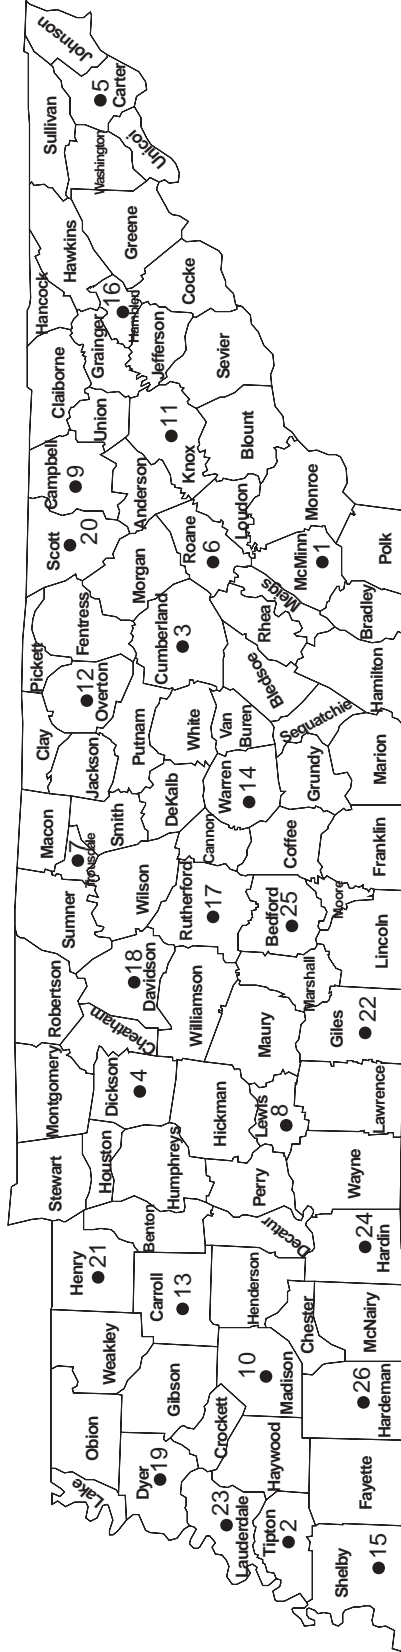 Johnson
Sullivan
5
Carter
Washington
Unicoi
Hancock
Hawkins
Greene
16
Hamblen
Cocke
Claiborne
Grainger
Jefferson
Sevier
Union
Campbell
9
11
Knox
Blount
Anderson
Scott
20
Morgan
Roane
6
Loudon
Monroe
McMinn
1
Polk
Meigs
Pickett
Fentress
Cumberland
3
Rhea
Bradley
12
Overton
Bledsoe
Hamilton
Clay
Jackson
Putnam
White
Van
Buren
Sequatchie
Macon
Smith
DeKalb
Warren
14
Grundy
Marion
7
Trousdale
Cannon
Coffee
Franklin
Sumner
Wilson
Rutherford
17
Bedford
25
Moore
Lincoln
Robertson
18
Davidson
Cheatham
Williamson
Marshall
Maury
Giles
22
Montgomery
Dickson
4
Hickman
Lewis
8
Lawrence
Stewart
Houston
Humphreys
Perry
Wayne
Henry
21
Benton
Decatur
24
Hardin
Carroll
13
Henderson
Chester
McNairy
Weakley
Gibson
10
Madison
26
Hardeman
Obion
Lake
Dyer
19
Crockett
Haywood
Fayette
23
Lauderdale
Tipton
2
Shelby
15